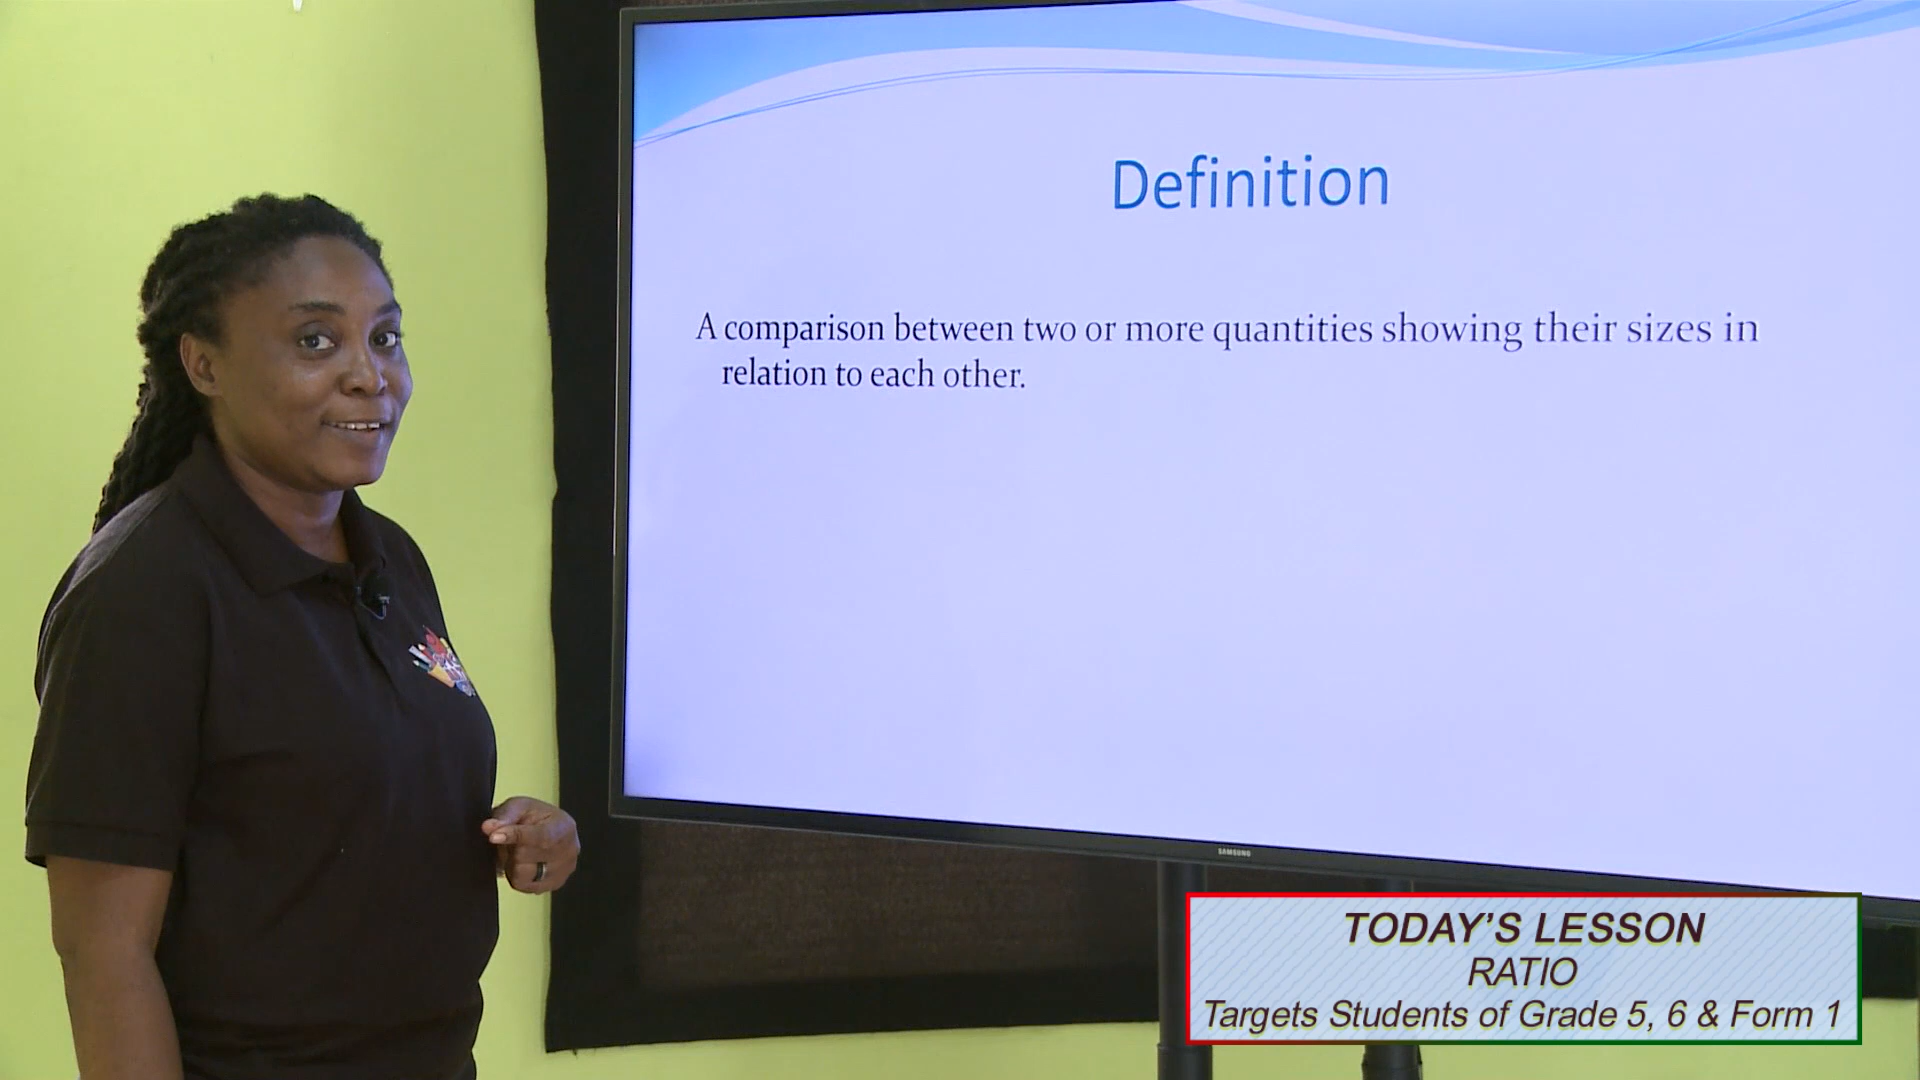 Definition
A comparison between two or more quantities showing their sizes in
relation to each other.
SAMSUNG
TODAY'S LESSON
RATIO
Targets Students of Grade 5, 6 & Form 1